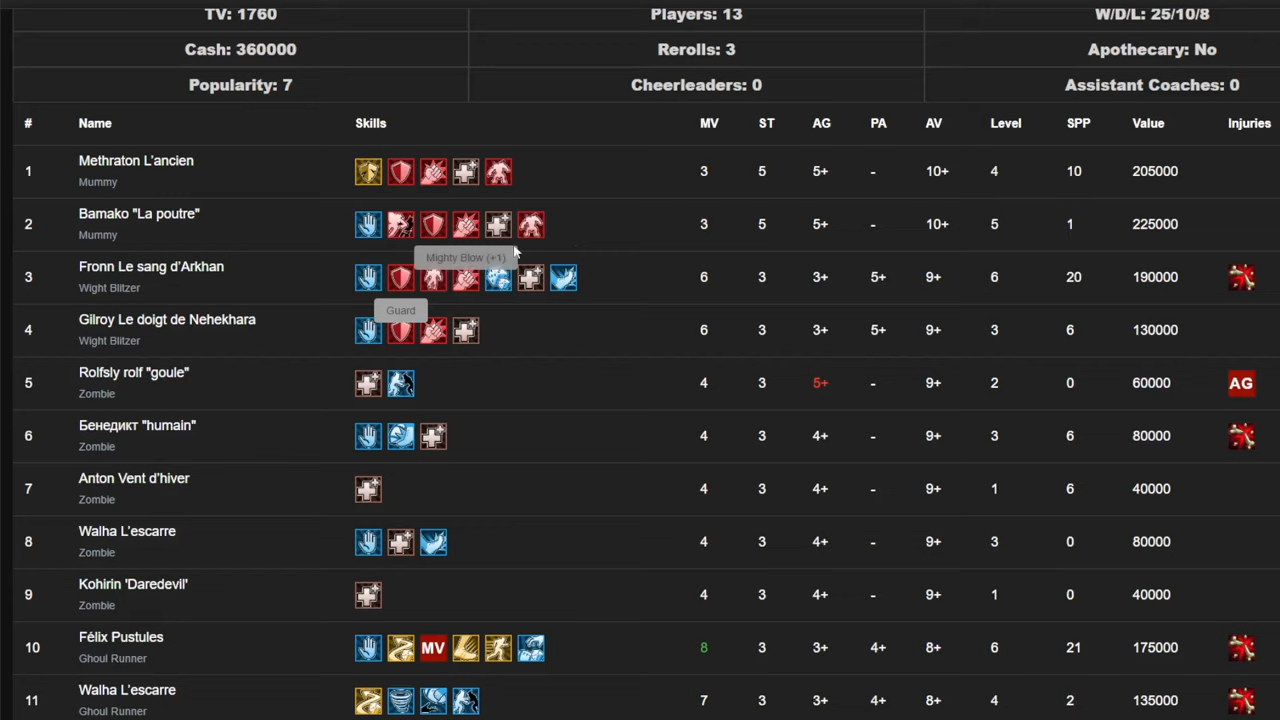 TV: 1760 Players: 13 W/D/L: 25/10/8
Cash: 360000 Rerolls: 3 Apothecary: No
Popularity: 7 Cheerleaders: 0 Assistant Coaches: 0
# Name Skills MV ST AG PA AV Level SPP Value Injuries
1 Methraton L'ancien 3 5 5+ - 10+ 4 10 205000
Mummy
2 Bamako "La poutre" 3 5 5+ - 10+ 5 1 225000
Mummy
Mighty Blow (+1)
3 Fronn Le sang d'Arkhan 6 3 3+ 5+ 9+ 6 20 190000
Wight Blitzer
Guard
4 Gilroy Le doigt de Nehekhara 6 3 3+ 5+ 9+ 3 6 130000
Wight Blitzer
5 Rolfsly rolf "goule" 4 3 5+ - 9+ 2 0 60000 AG
Zombie
6 Бенедикт "humain" 4 3 4+ - 9+ 3 6 80000
Zombie
7 Anton Vent d'hiver 4 3 4+ - 9+ 1 6 40000
Zombie
8 Walha L'escarre 4 3 4+ - 9+ 3 0 80000
Zombie
9 Kohirin 'Daredevil' 4 3 4+ - 9+ 1 0 40000
Zombie
10 Félix Pustules MV 8 3 3+ 4+ 8+ 6 21 175000
Ghoul Runner
11 Walha L'escarre 7 3 3+ 4+ 8+ 4 2 135000
Ghoul Runner